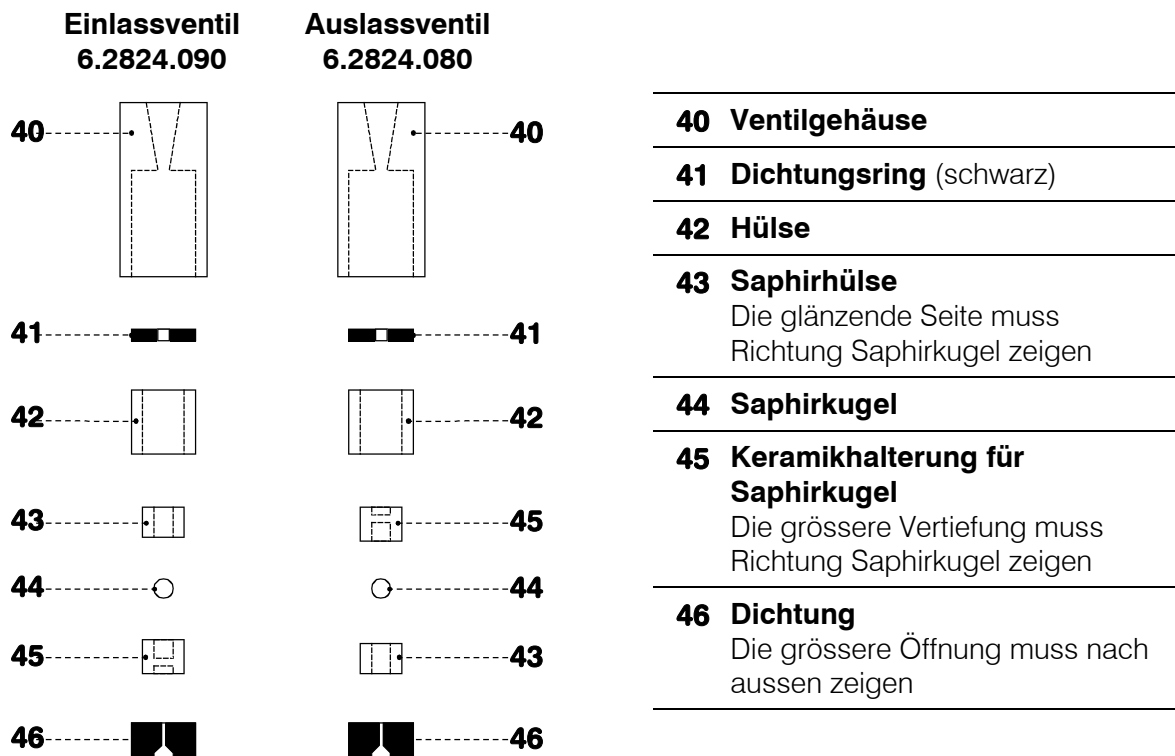 Einlassventil Auslassventil
6.2824.090 6.2824.080
40 40
41 41
42 42
43 45
44 44
45 43
46 46
40 Ventilgehäuse
41 Dichtungsring (schwarz)
42 Hülse
43 Saphirhülse
Die glänzende Seite muss
Richtung Saphirkugel zeigen
44 Saphirkugel
45 Keramikhalterung für
Saphirkugel
Die grössere Vertiefung muss
Richtung Saphirkugel zeigen
46 Dichtung
Die grössere Öffnung muss nach
aussen zeigen